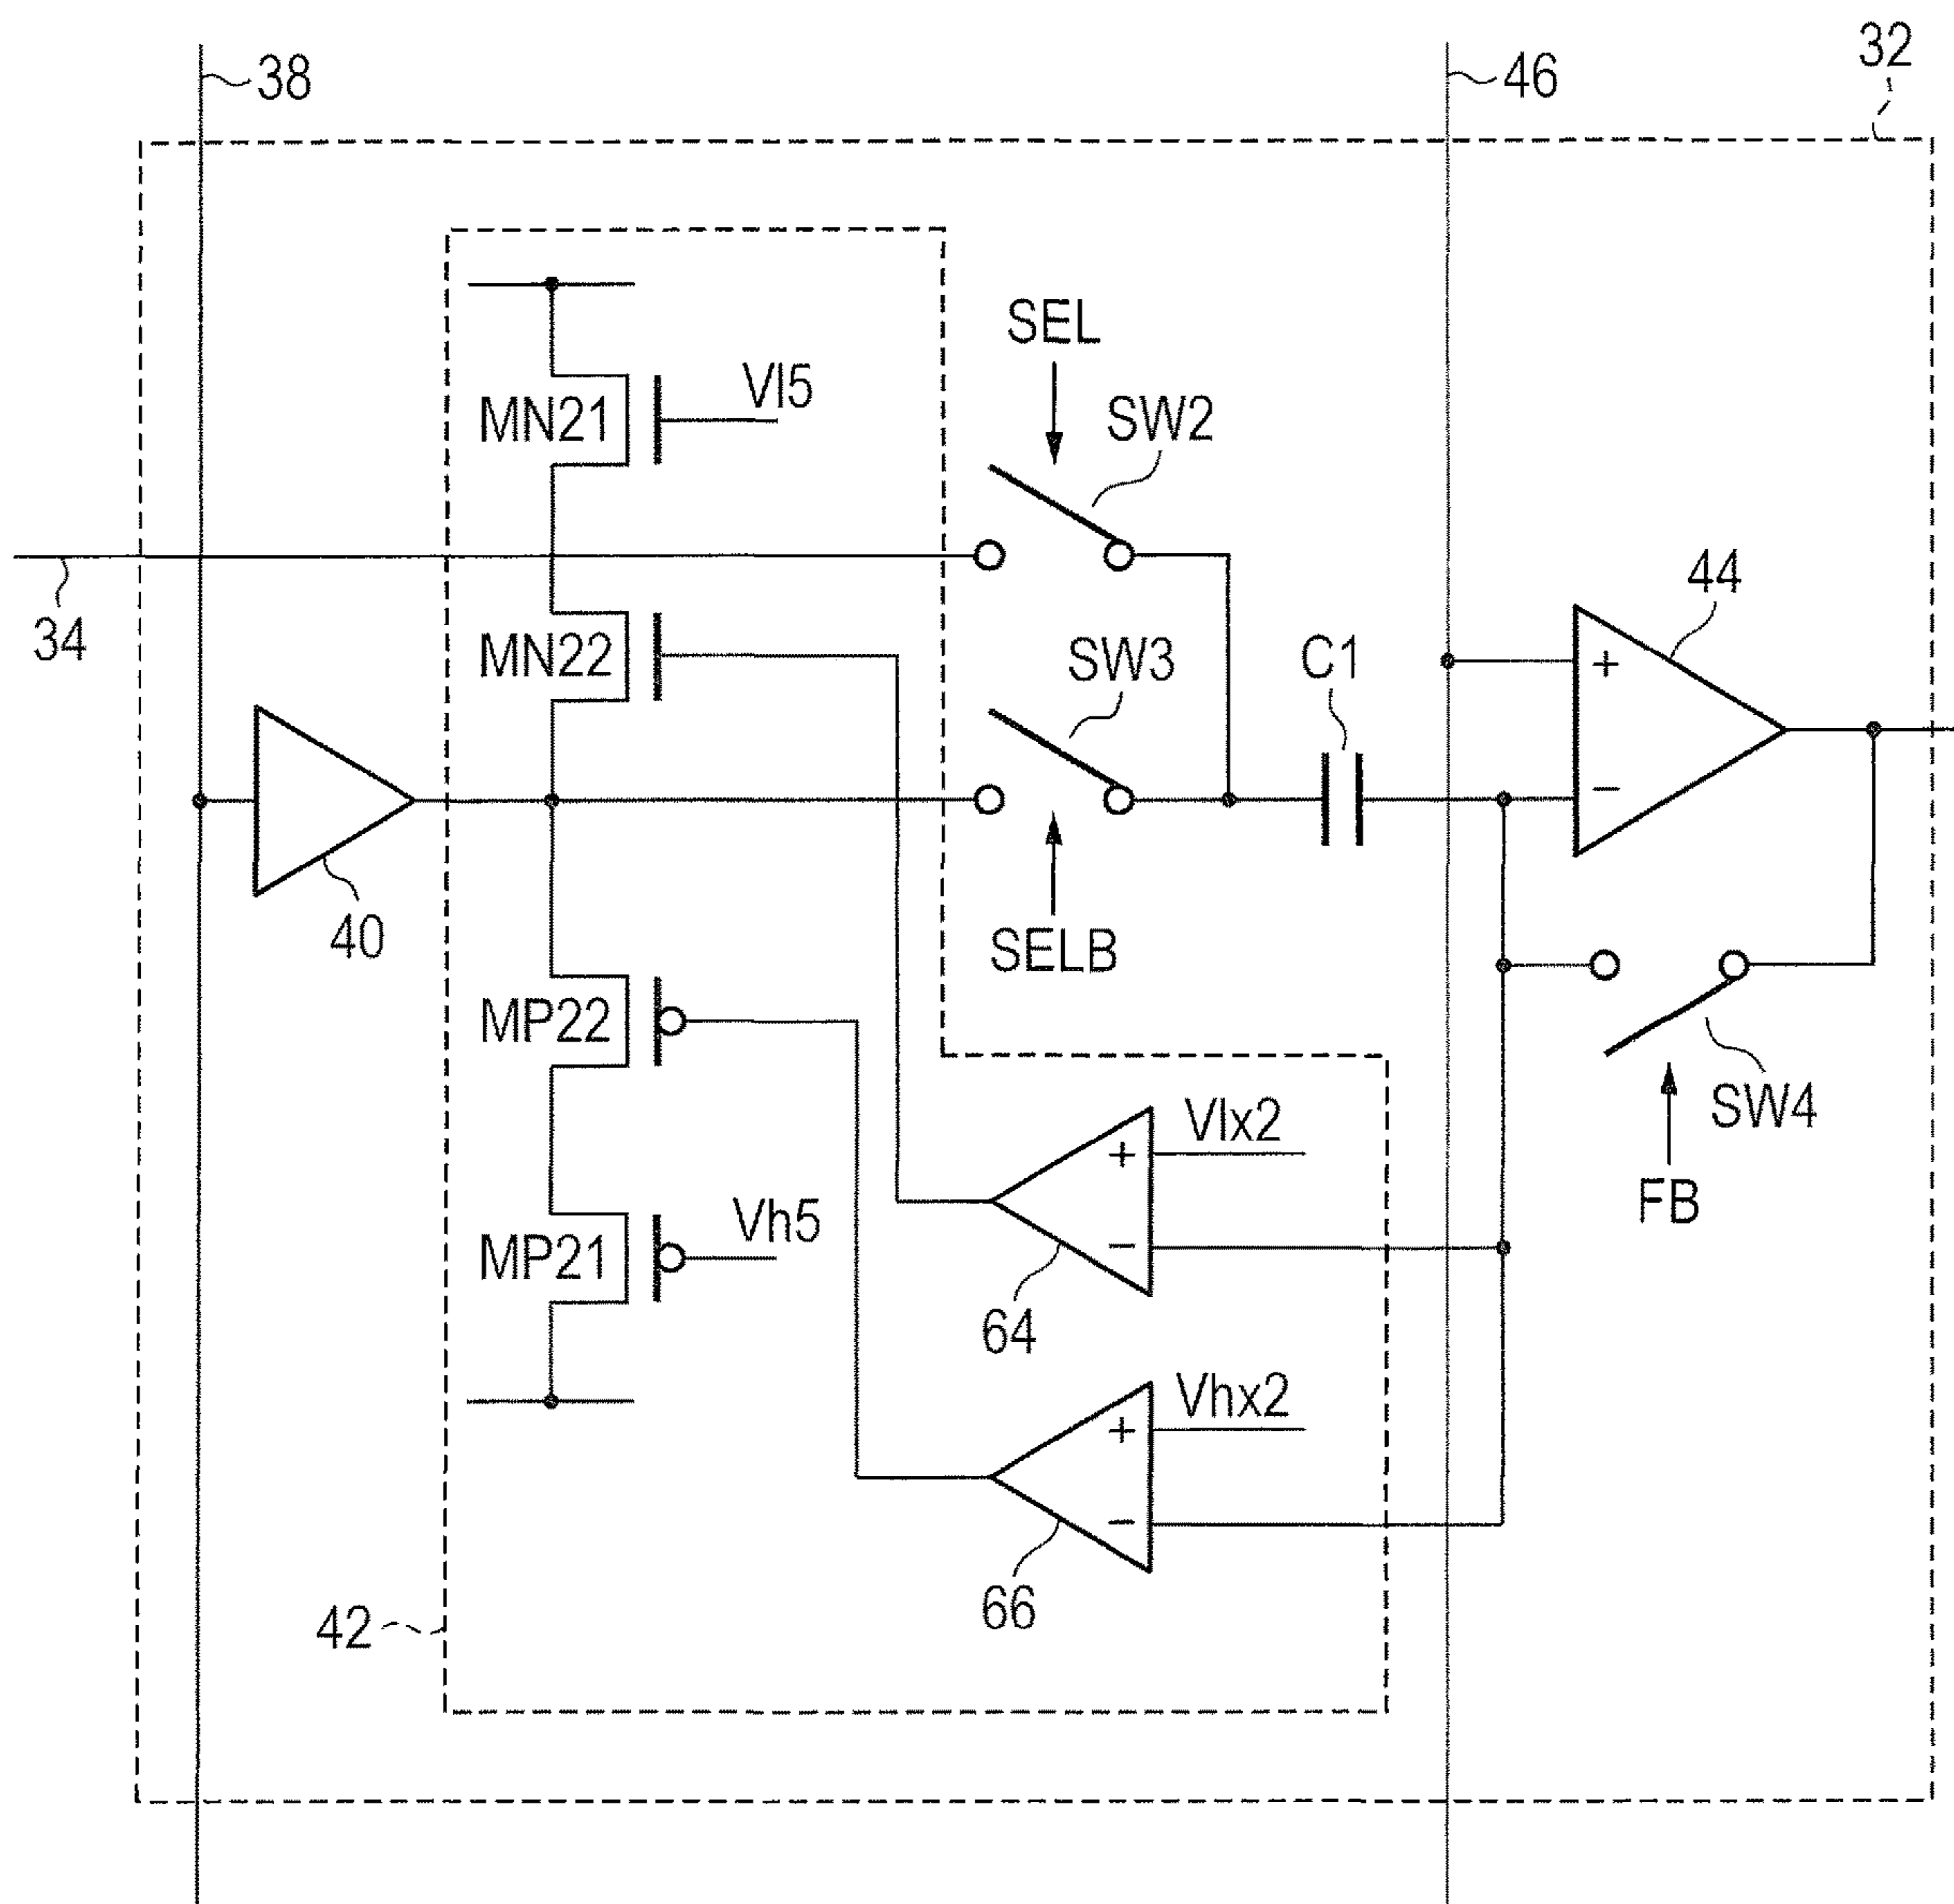 32
38
46
SEL
Vl5
MN21
SW2
44
34
MN22
SW3
C1
+
−
40
SELB
MP22
Vlx2
+
SW4
Vh5
FB
MP21
−
64
Vhx2
+
−
66
42